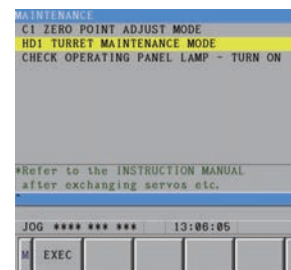 MAINTENANCE
C1 ZERO POINT ADJUST MODE
HD1 TURRET MAINTENANCE MODE
CHECK OPERATING PANEL LAMP - TURN ON
*Refer to the INSTRUCTION MANUAL
after exchanging servos etc.
JOG **** *** *** 13:06:05
M EXEC